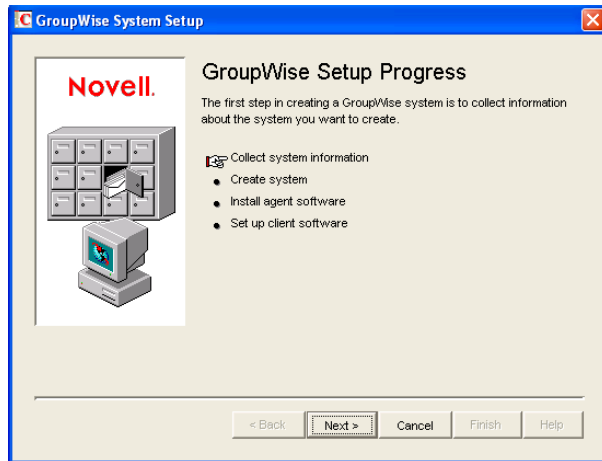 GroupWise System Setup
Novell.
GroupWise Setup Progress
The first step in creating a GroupWise system is to collect information
about the system you want to create.
Collect system information
Create system
Install agent software
Set up client software
< Back Next > Cancel Finish Help